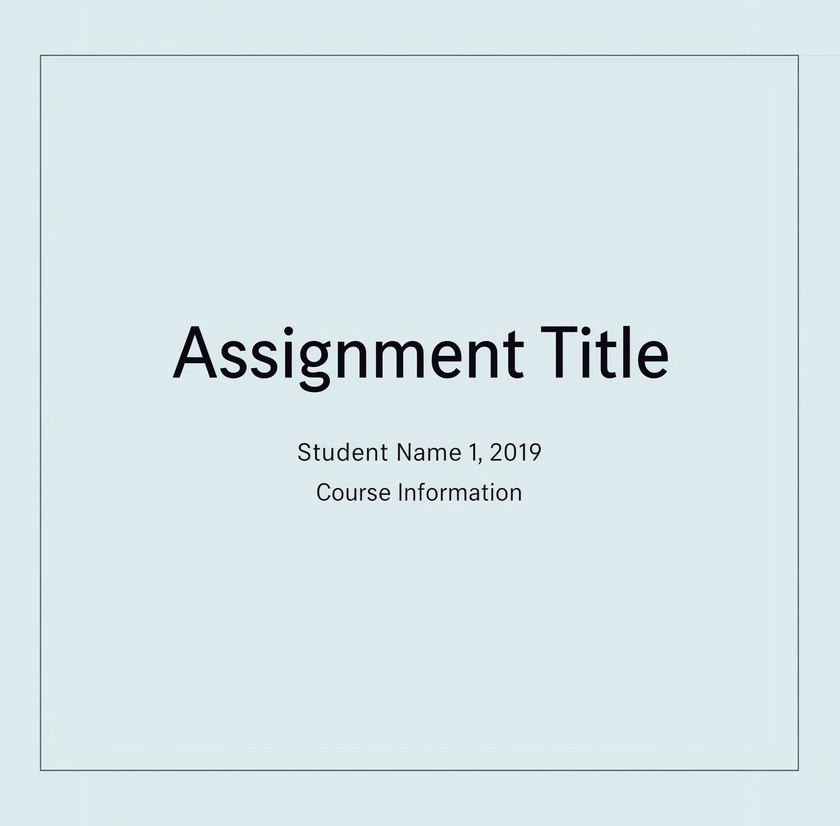 Assignment Title
Student Name 1, 2019
Course Information